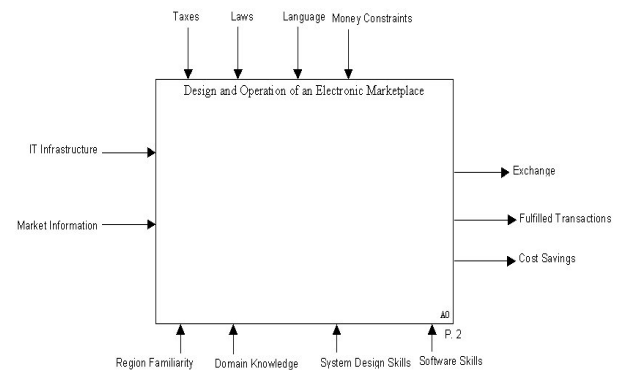 Taxes Laws Language Money Constraints
Design and Operation of an Electronic Marketplace
IT Infrastructure
Exchange
Market Information
Fulfilled Transactions
Cost Savings
A0
P. 2
Region Familiarity Domain Knowledge System Design Skills Software Skills